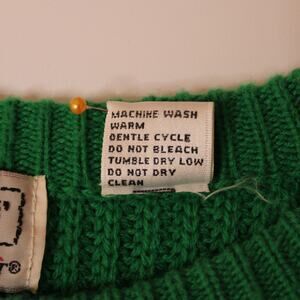 MACHINE WASH
WARM
GENTLE CYCLE
DO NOT BLEACH
TUMBLE DRY LOW
DO NOT DRY
CLEAN